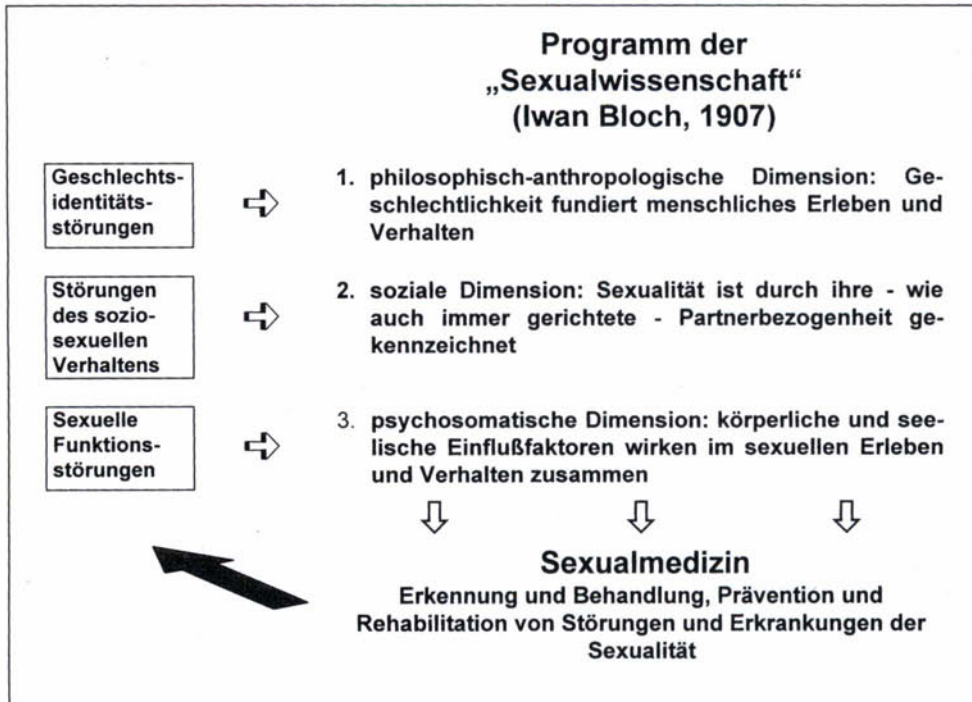 Programm der
„Sexualwissenschaft“
(Iwan Bloch, 1907)
Geschlechts-
identitäts-
störungen
1. philosophisch-anthropologische Dimension: Ge-
schlechtlichkeit fundiert menschliches Erleben und
Verhalten
Störungen
des sozio-
sexuellen
Verhaltens
2. soziale Dimension: Sexualität ist durch ihre - wie
auch immer gerichtete - Partnerbezogenheit ge-
kennzeichnet
Sexuelle
Funktions-
störungen
3. psychosomatische Dimension: körperliche und see-
lische Einflußfaktoren wirken im sexuellen Erleben
und Verhalten zusammen
Sexualmedizin
Erkennung und Behandlung, Prävention und
Rehabilitation von Störungen und Erkrankungen der
Sexualität